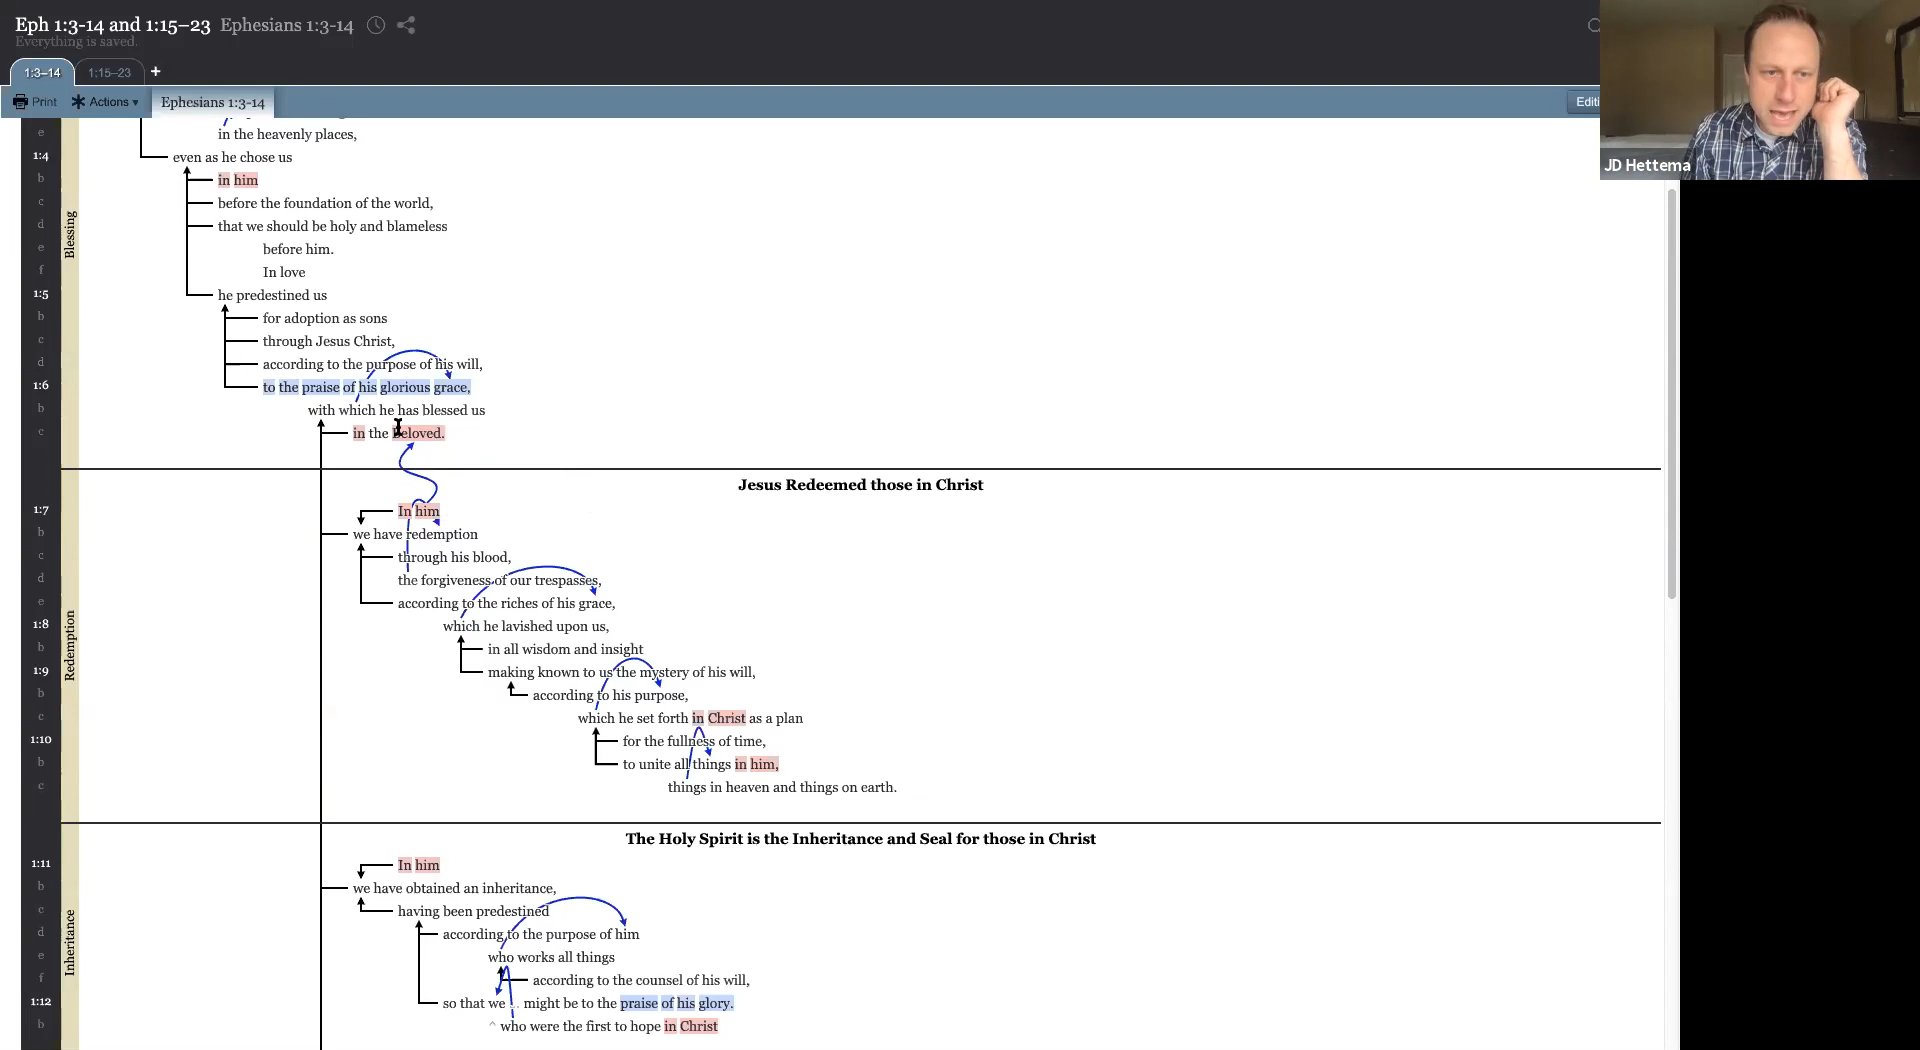 Eph 1:3-14 and 1:15–23 Ephesians 1:3-14
Everything is saved.
1:3–14 1:15–23 +
Print Actions ▾ Ephesians 1:3-14 Editi
JD Hettema
e in the heavenly places,
1:4 even as he chose us
b in him
c before the foundation of the world,
d that we should be holy and blameless
Blessing
e before him.
f In love
1:5 he predestined us
b for adoption as sons
c through Jesus Christ,
d according to the purpose of his will,
1:6 to the praise of his glorious grace,
b with which he has blessed us
c in the Beloved.
Jesus Redeemed those in Christ
1:7 In him
b we have redemption
c through his blood,
d the forgiveness of our trespasses,
e according to the riches of his grace,
1:8 which he lavished upon us,
Redemption
b in all wisdom and insight
1:9 making known to us the mystery of his will,
b according to his purpose,
c which he set forth in Christ as a plan
1:10 for the fullness of time,
b to unite all things in him,
c things in heaven and things on earth.
The Holy Spirit is the Inheritance and Seal for those in Christ
1:11 In him
b we have obtained an inheritance,
c having been predestined
d according to the purpose of him
Inheritance
e who works all things
f according to the counsel of his will,
1:12 so that we ... might be to the praise of his glory.
b ^ who were the first to hope in Christ